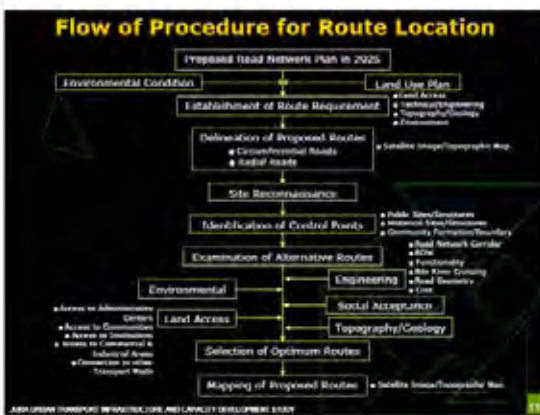 Flow of Procedure for Route Location
Proposed Road Network Plan in 2025
Environmental Condition
Land Use Plan
Establishment of Route Requirement
● Land Access
● Technical/Engineering
● Topography/Geology
● Environment
Delineation of Proposed Routes
● Circumferential Roads
● Radial Roads
● Satellite Image/Topographic Map
Site Reconnaissance
Identification of Control Points
● Public Sites/Structures
● Historical Sites/Structures
● Community Formation/Boundary
Examination of Alternative Routes
● Road Network Corridor
● ROW
● Functionality
● Nile River Crossing
● Road Geometry
● Cost
Engineering
Environmental
Social Acceptance
Land Access
● Access to Administrative
Centers
● Access to Communities
● Access to Institutions
● Access to Commercial &
Industrial Areas
● Connection to other
Transport Mode
Topography/Geology
Selection of Optimum Routes
Mapping of Proposed Routes
● Satellite Image/Topographic Map
JUBA URBAN TRANSPORT INFRASTRUCTURE AND CAPACITY DEVELOPMENT STUDY